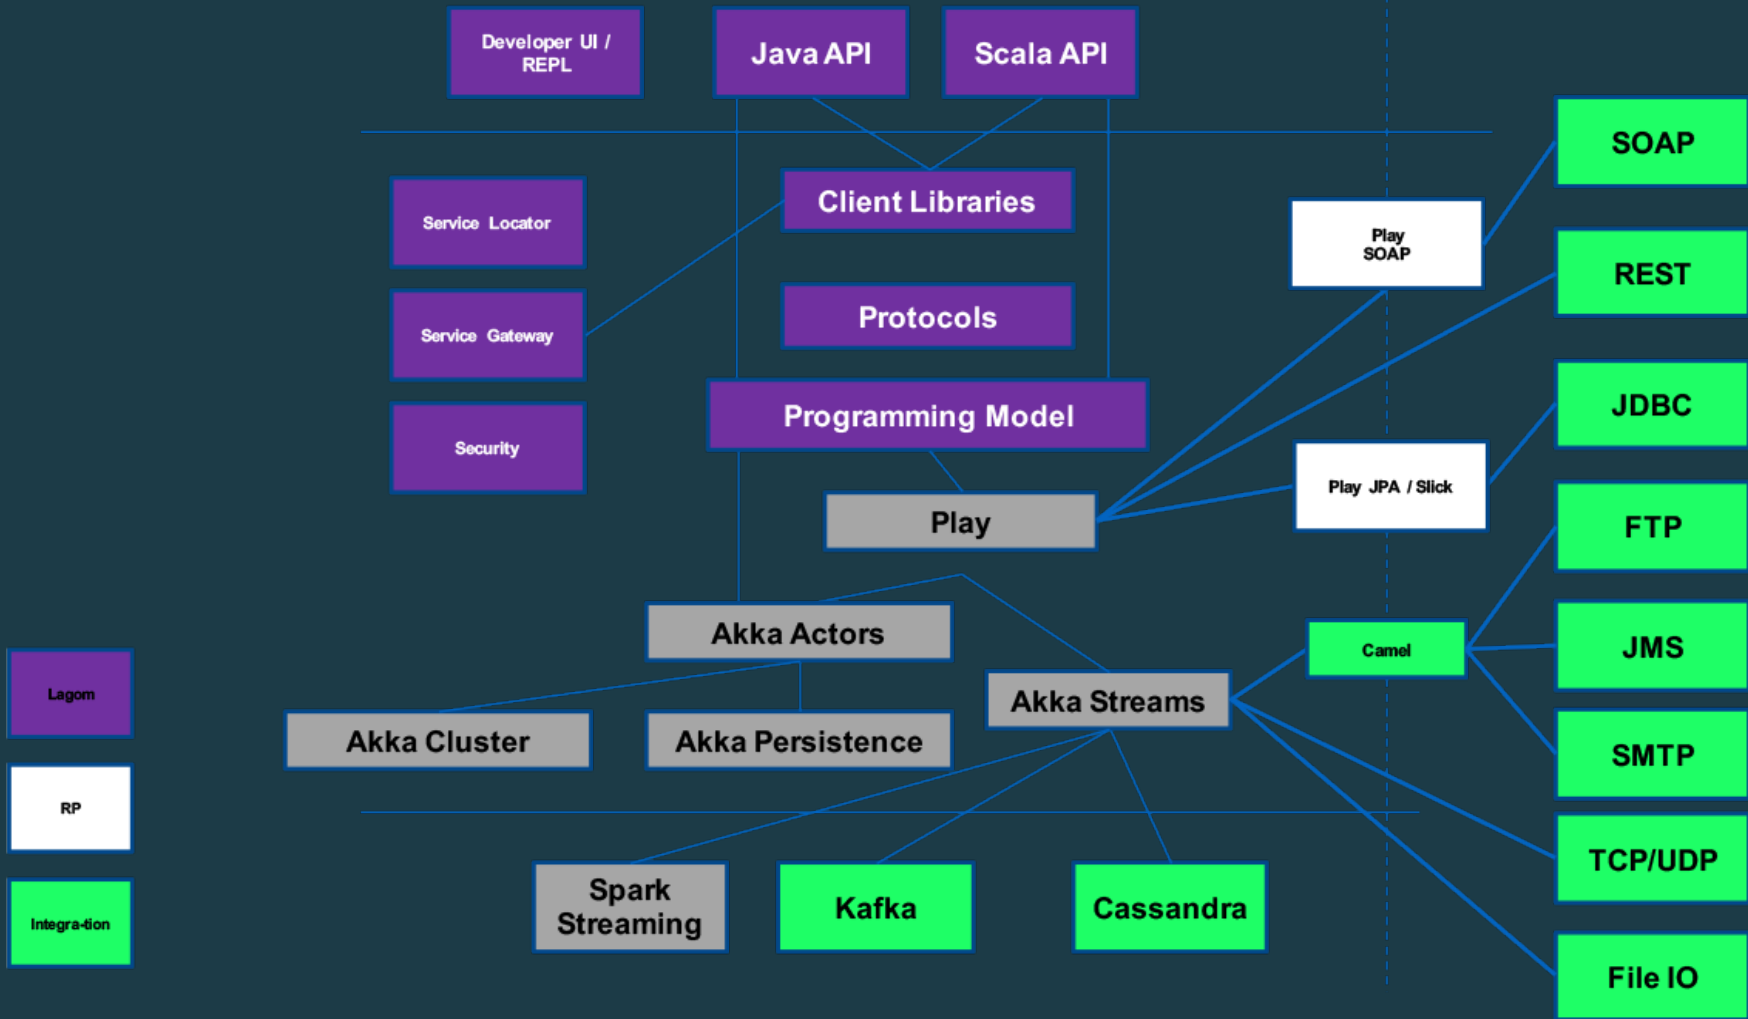 Developer UI /
REPL
Java API
Scala API
SOAP
Client Libraries
Service Locator
Play
SOAP
REST
Protocols
Service Gateway
Programming Model
JDBC
Security
Play JPA / Slick
Play
FTP
Akka Actors
Camel
JMS
Lagom
Akka Streams
Akka Cluster
Akka Persistence
SMTP
RP
TCP/UDP
Spark
Streaming
Kafka
Cassandra
Integra-tion
File IO